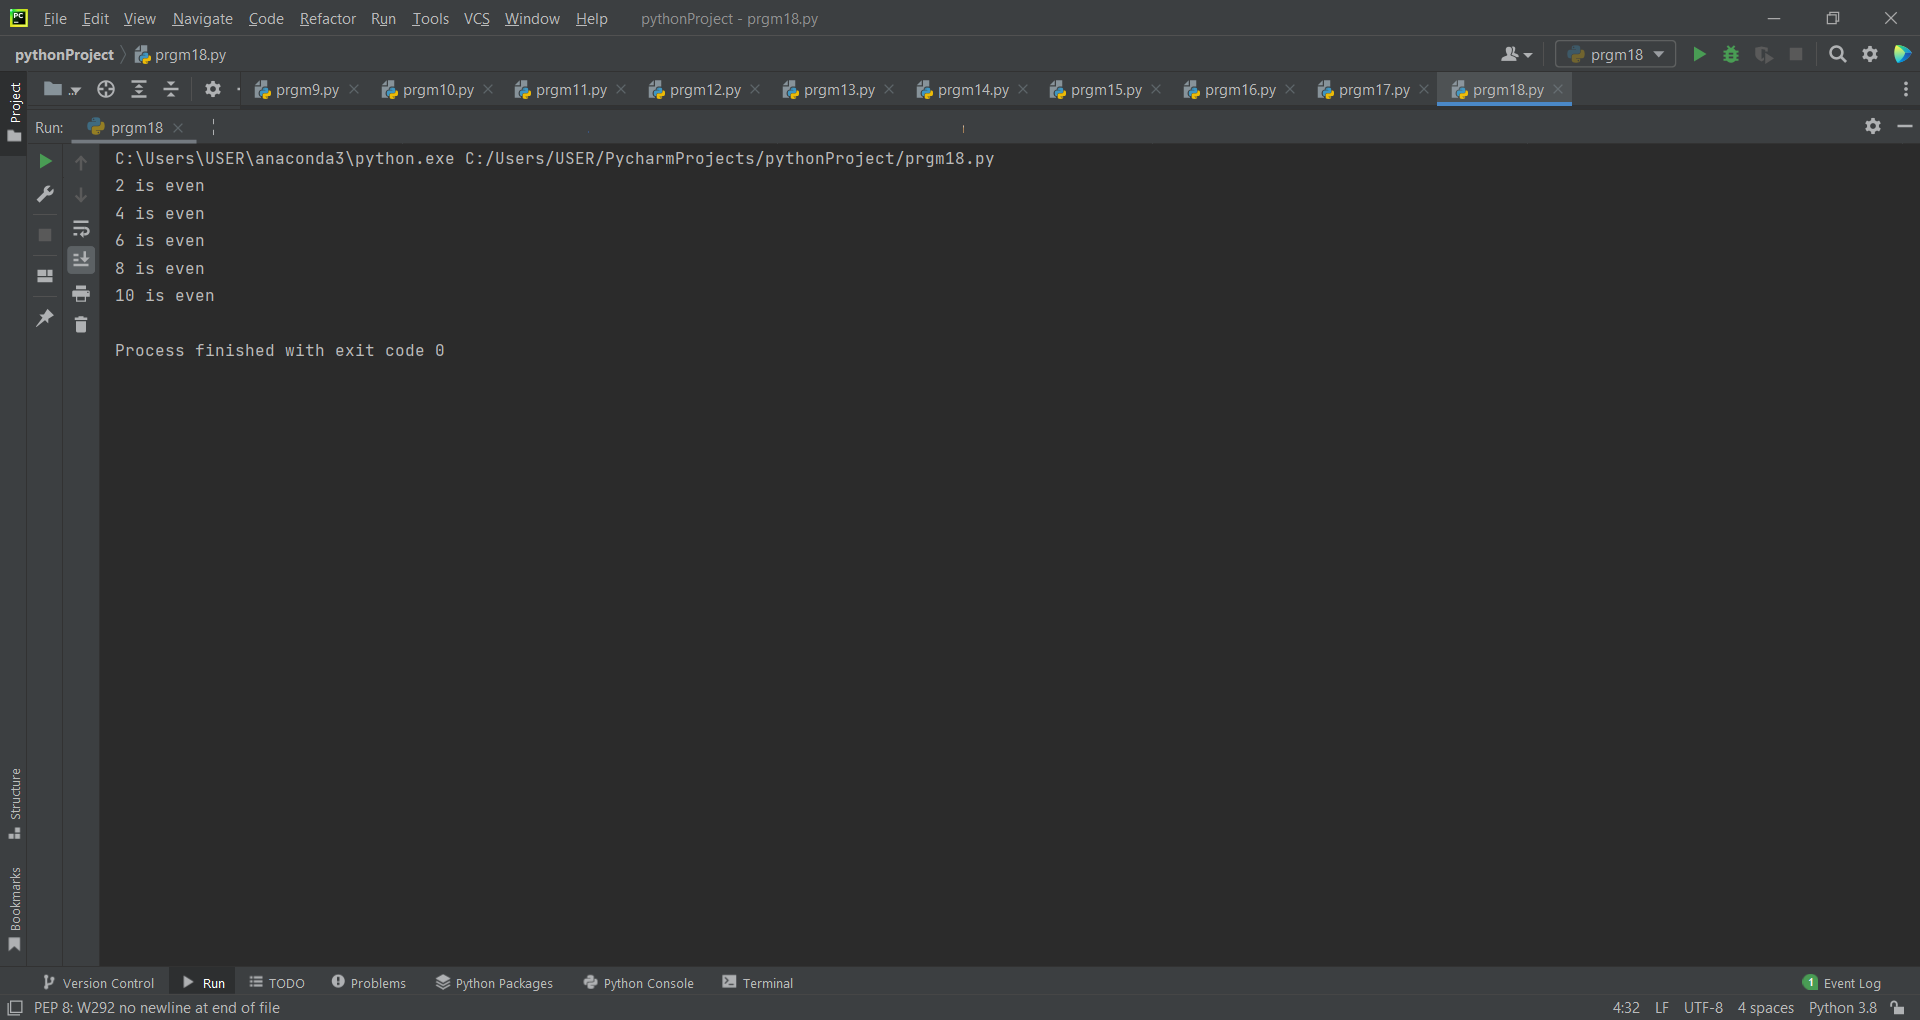 PC File Edit View Navigate Code Refactor Run Tools VCS Window Help pythonProject - prgm18.py
pythonProject prgm18.py prgm18
prgm9.py prgm10.py prgm11.py prgm12.py prgm13.py prgm14.py prgm15.py prgm16.py prgm17.py prgm18.py
Project
Run: prgm18
C:\Users\USER\anaconda3\python.exe C:/Users/USER/PycharmProjects/pythonProject/prgm18.py
2 is even
4 is even
6 is even
8 is even
10 is even
Process finished with exit code 0
Structure
Bookmarks
Version Control Run TODO Problems Python Packages Python Console Terminal 1 Event Log
PEP 8: W292 no newline at end of file 4:32 LF UTF-8 4 spaces Python 3.8